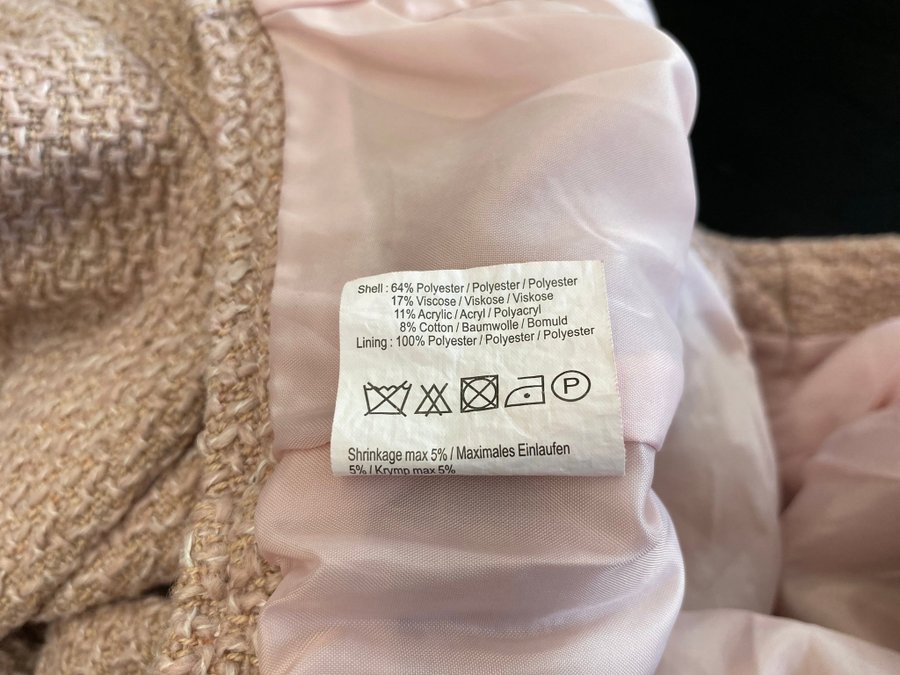 Shell : 64% Polyester / Polyester / Polyester
17% Viscose / Viskose / Viskose
11% Acrylic / Acryl / Polyacryl
8% Cotton / Baumwolle / Bomuld
Lining : 100% Polyester / Polyester / Polyester
P
Shrinkage max 5% / Maximales Einlaufen
5% / Krymp max 5%